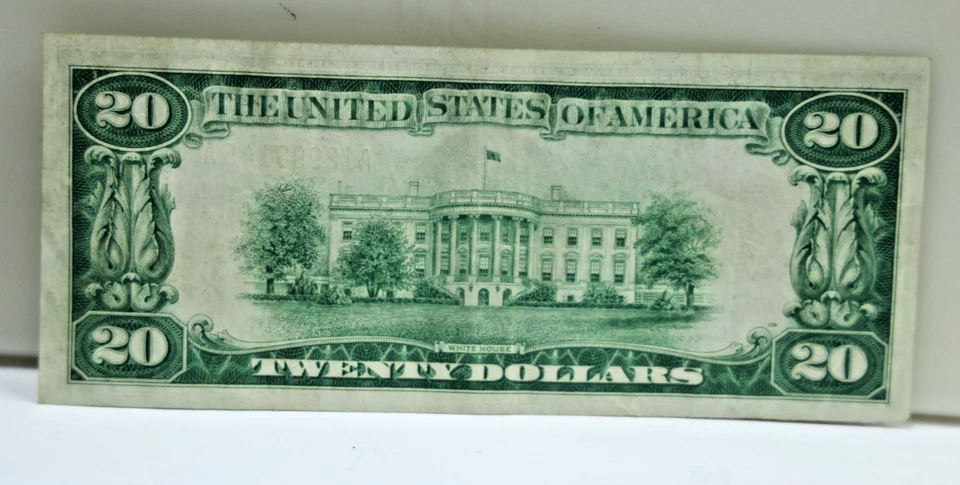 20 THE UNITED STATES OF AMERICA 20
WHITE HOUSE
20 TWENTY DOLLARS 20